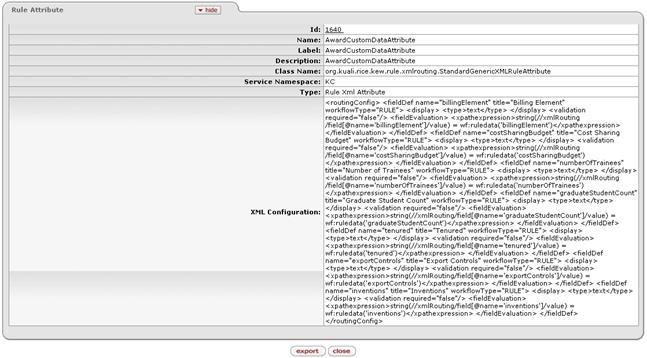 Rule Attribute
hide
Id: 1640
Name: AwardCustomDataAttribute
Label: AwardCustomDataAttribute
Description: AwardCustomDataAttribute
Class Name: org.kuali.rice.kew.rule.xmlrouting.StandardGenericXMLRuleAttribute
Service Namespace: KC
Type: Rule Xml Attribute
XML Configuration:
<routingConfig> <fieldDef name="billingElement" title="Billing Element"
workflowType="RULE"> <display> <type>text</type> </display> <validation
required="false"/> <fieldEvaluation> <xpathexpression>string(//xmlRouting
/field[@name='billingElement']/value) = wf:ruledata('billingElement')</xpathexpression>
</fieldEvaluation> </fieldDef> <fieldDef name="costSharingBudget" title="Cost Sharing
Budget" workflowType="RULE"> <display> <type>text</type> </display> <validation
required="false"/> <fieldEvaluation> <xpathexpression>string(//xmlRouting
/field[@name='costSharingBudget']/value) = wf:ruledata('costSharingBudget')
</xpathexpression> </fieldEvaluation> </fieldDef> <fieldDef name="numberOfTrainees"
title="Number of Trainees" workflowType="RULE"> <display> <type>text</type> </display>
<validation required="false"/> <fieldEvaluation> <xpathexpression>string(//xmlRouting
/field[@name='numberOfTrainees']/value) = wf:ruledata('numberOfTrainees')
</xpathexpression> </fieldEvaluation> </fieldDef> <fieldDef name="graduateStudentCount"
title="Graduate Student Count" workflowType="RULE"> <display> <type>text</type>
</display> <validation required="false"/> <fieldEvaluation>
<xpathexpression>string(//xmlRouting/field[@name='graduateStudentCount']/value) =
wf:ruledata('graduateStudentCount')</xpathexpression> </fieldEvaluation> </fieldDef>
<fieldDef name="tenured" title="Tenured" workflowType="RULE"> <display>
<type>text</type> </display> <validation required="false"/> <fieldEvaluation>
<xpathexpression>string(//xmlRouting/field[@name='tenured']/value) =
wf:ruledata('tenured')</xpathexpression> </fieldEvaluation> </fieldDef> <fieldDef
name="exportControls" title="Export Controls" workflowType="RULE"> <display>
<type>text</type> </display> <validation required="false"/> <fieldEvaluation>
<xpathexpression>string(//xmlRouting/field[@name='exportControls']/value) =
wf:ruledata('exportControls')</xpathexpression> </fieldEvaluation> </fieldDef> <fieldDef
name="inventions" title="Inventions" workflowType="RULE"> <display> <type>text</type>
</display> <validation required="false"/> <fieldEvaluation>
<xpathexpression>string(//xmlRouting/field[@name='inventions']/value) =
wf:ruledata('inventions')</xpathexpression> </fieldEvaluation> </fieldDef>
</routingConfig>
export close